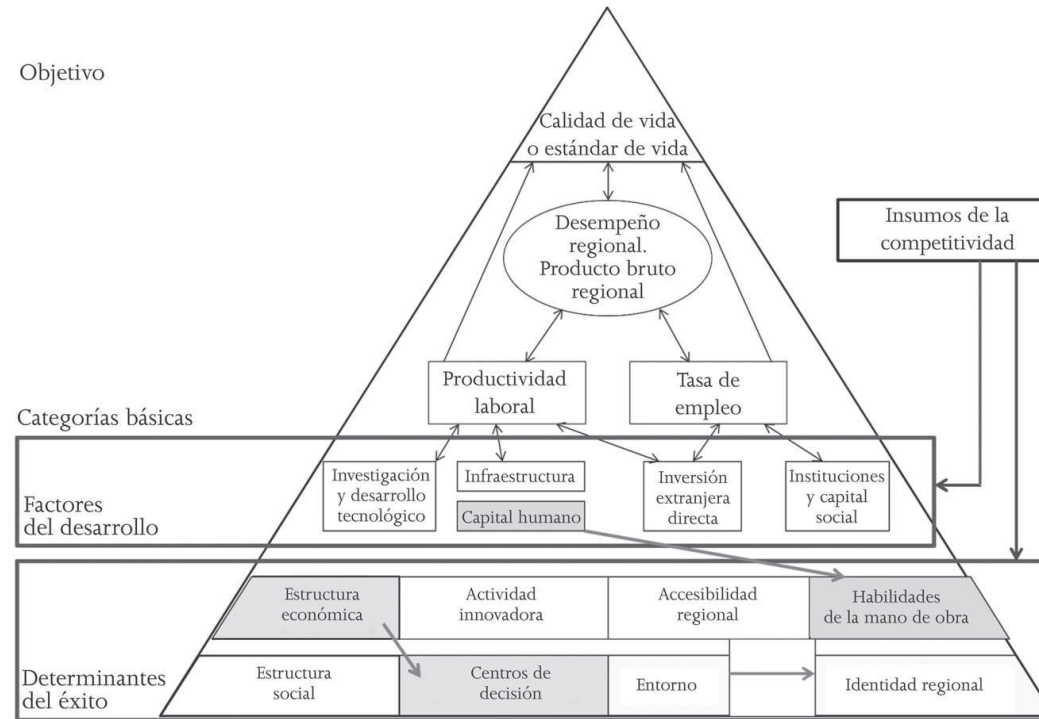 Objetivo
Calidad de vida
o estándar de vida
Insumos de la
competitividad
Desempeño
regional.
Producto bruto
regional
Productividad
laboral
Tasa de
empleo
Categorías básicas
Factores
del desarrollo
Investigación
y desarrollo
tecnológico
Infraestructura
Capital humano
Inversión
extranjera
directa
Instituciones
y capital
social
Determinantes
del éxito
Estructura
económica
Actividad
innovadora
Accesibilidad
regional
Habilidades
de la mano de obra
Estructura
social
Centros de
decisión
Entorno
Identidad regional